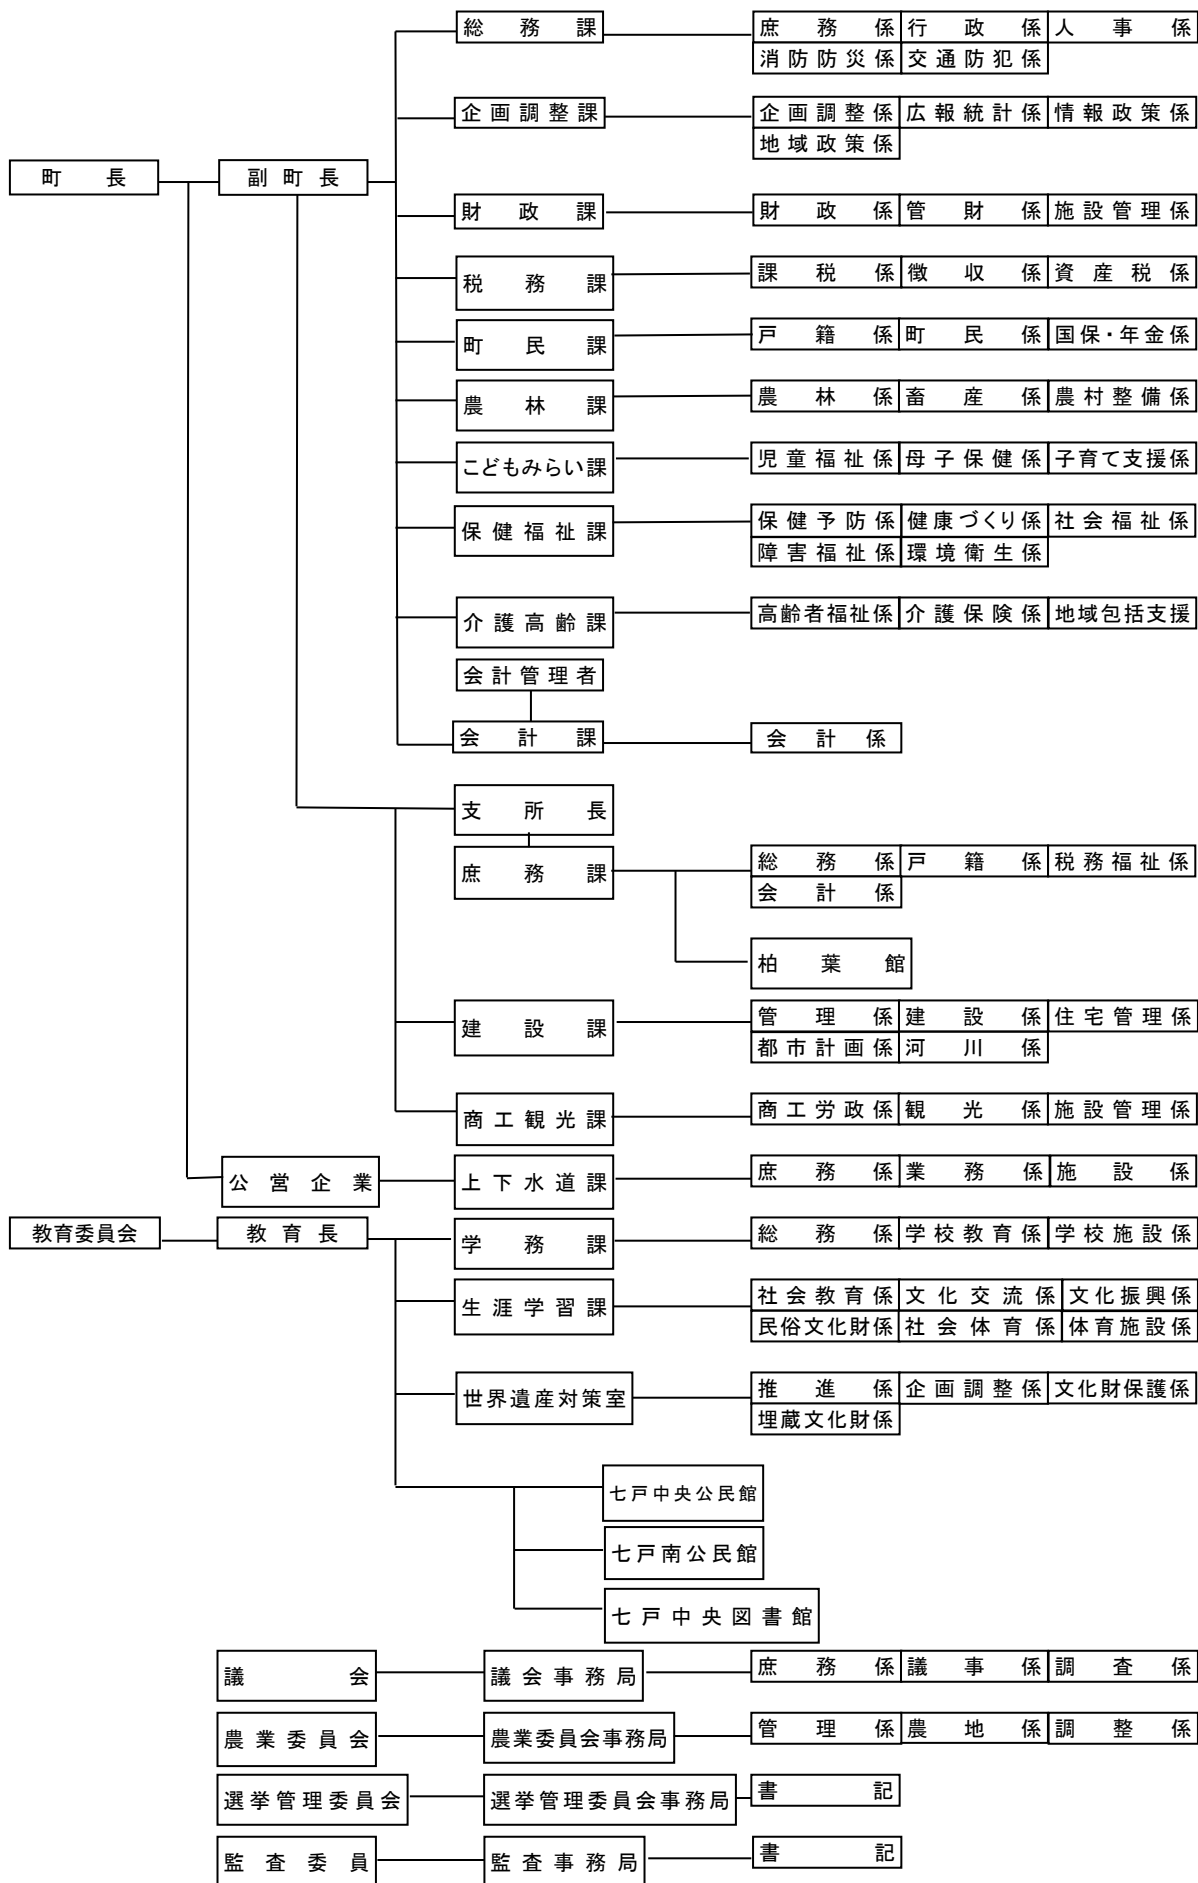 総務課 庶務係 行政係 人事係
消防防災係 交通防犯係
企画調整課 企画調整係 広報統計係 情報政策係
地域政策係
町長 副町長
財政課 財政係 管財係 施設管理係
税務課 課税係 徴収係 資産税係
町民課 戸籍係 町民係 国保・年金係
農林課 農林係 畜産係 農村整備係
こどもみらい課 児童福祉係 母子保健係 子育て支援係
保健福祉課 保健予防係 健康づくり係 社会福祉係
障害福祉係 環境衛生係
介護高齢課 高齢者福祉係 介護保険係 地域包括支援
会計管理者
会計課 会計係
支所長
庶務課 総務係 戸籍係 税務福祉係
会計係
柏葉館
建設課 管理係 建設係 住宅管理係
都市計画係 河川係
商工観光課 商工労政係 観光係 施設管理係
公営企業 上下水道課 庶務係 業務係 施設係
教育委員会 教育長 学務課 総務係 学校教育係 学校施設係
生涯学習課 社会教育係 文化交流係 文化振興係
民俗文化財係 社会体育係 体育施設係
世界遺産対策室 推進係 企画調整係 文化財保護係
埋蔵文化財係
七戸中央公民館
七戸南公民館
七戸中央図書館
議会 議会事務局 庶務係 議事係 調査係
農業委員会 農業委員会事務局 管理係 農地係 調整係
選挙管理委員会 選挙管理委員会事務局 書記
監査委員 監査事務局 書記